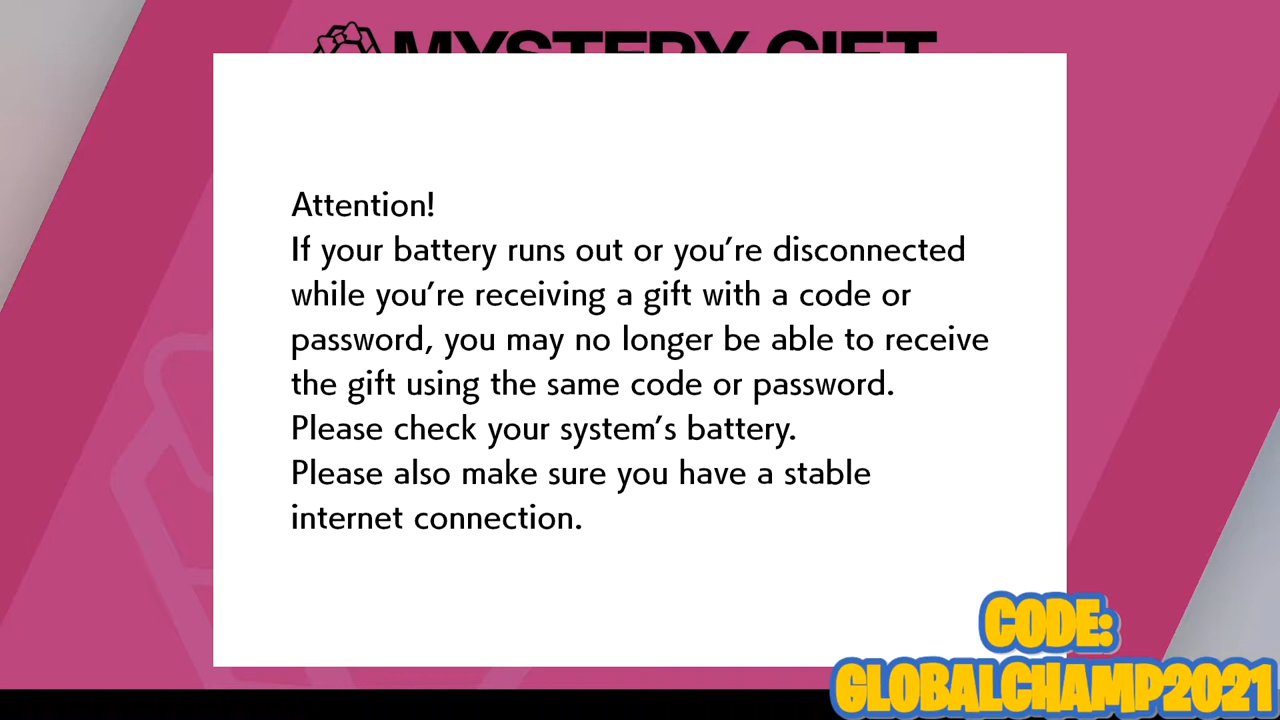 MYSTERY GIFT
Attention!
If your battery runs out or you're disconnected
while you're receiving a gift with a code or
password, you may no longer be able to receive
the gift using the same code or password.
Please check your system's battery.
Please also make sure you have a stable
internet connection.
CODE:
GLOBALCHAMP2021